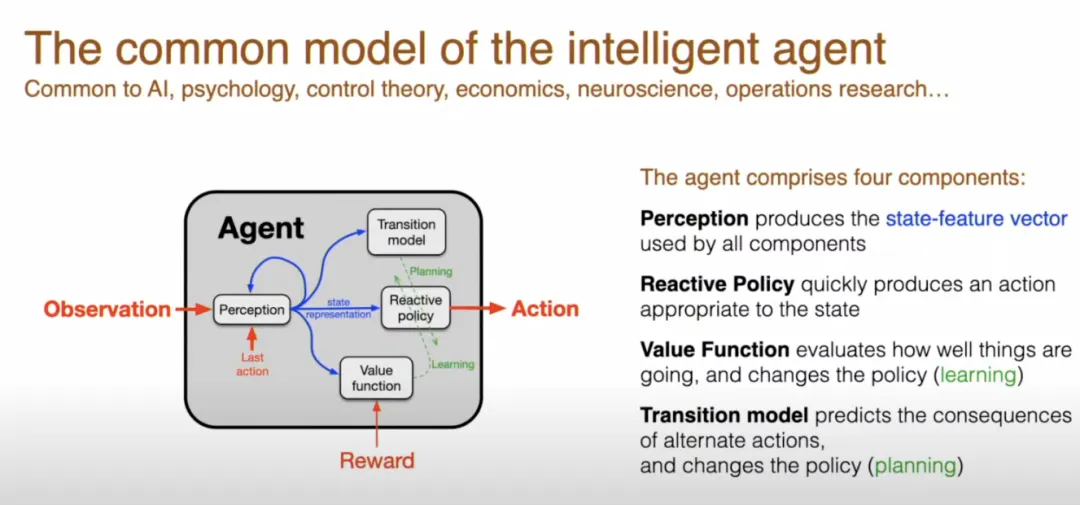 The common model of the intelligent agent
Common to AI, psychology, control theory, economics, neuroscience, operations research…
Agent
Transition
model
Planning
Observation
Perception
state
representation
Reactive
policy
Action
Last
action
Learning
Value
function
Reward
The agent comprises four components:
Perception produces the state-feature vector
used by all components
Reactive Policy quickly produces an action
appropriate to the state
Value Function evaluates how well things are
going, and changes the policy (learning)
Transition model predicts the consequences
of alternate actions,
and changes the policy (planning)